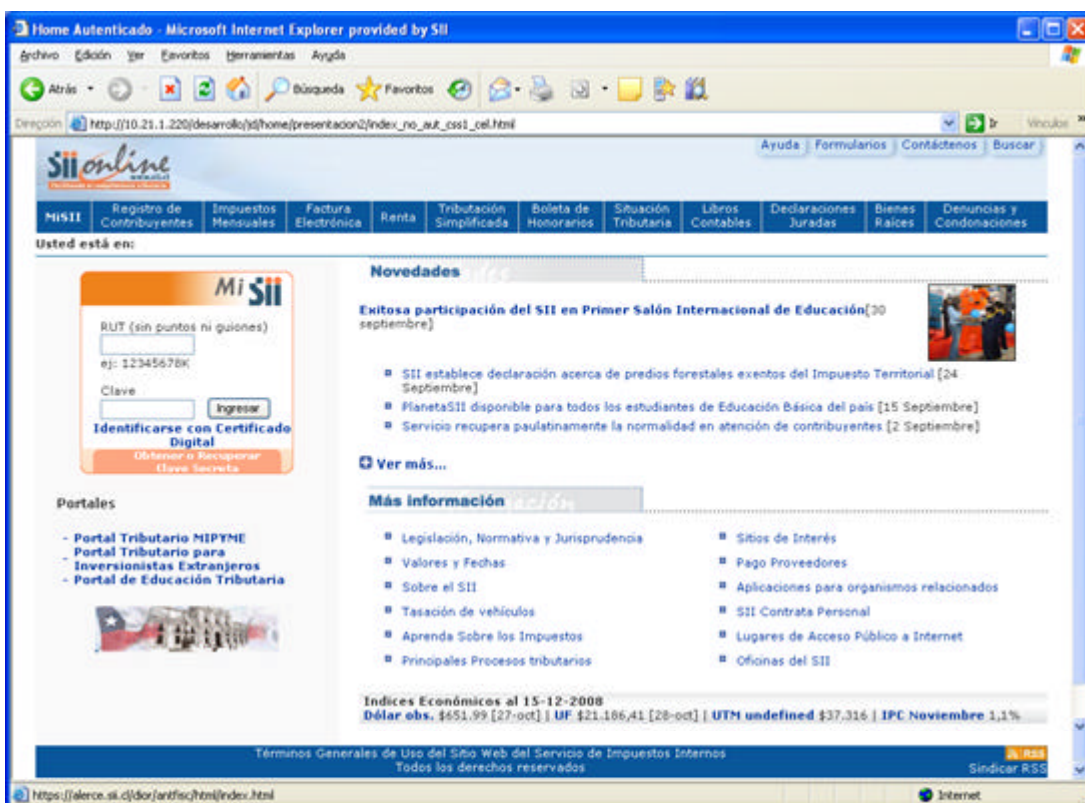 Home Autenticado - Microsoft Internet Explorer provided by SII
Archivo Edición Ver Favoritos Herramientas Ayuda
Atrás Búsqueda Favoritos
Dirección http://10.21.1.220/desarrollo/jd/home/presentacion2/index_no_aut_css1_cel.html Ir Vínculos
Sii online
Ayuda Formularios Contáctenos Buscar
MiSII Registro de Contribuyentes Impuestos Mensuales Factura Electrónica Renta Tributación Simplificada Boleta de Honorarios Situación Tributaria Libros Contables Declaraciones Juradas Bienes Raíces Denuncias y Condonaciones
Usted está en:
Mi Sii
RUT (sin puntos ni guiones)
ej: 12345678K
Clave
Ingresar
Identificarse con Certificado
Digital
Obtener o Recuperar
Clave Secreta
Portales
- Portal Tributario MIPYME
- Portal Tributario para
Inversionistas Extranjeros
- Portal de Educación Tributaria
Novedades
Exitosa participación del SII en Primer Salón Internacional de Educación[30
septiembre]
SII establece declaración acerca de predios forestales exentos del Impuesto Territorial [24
Septiembre]
PlanetaSII disponible para todos los estudiantes de Educación Básica del país [15 Septiembre]
Servicio recupera paulatinamente la normalidad en atención de contribuyentes [2 Septiembre]
Ver más...
Más información
Legislación, Normativa y Jurisprudencia
Valores y Fechas
Sobre el SII
Tasación de vehículos
Aprenda Sobre los Impuestos
Principales Procesos tributarios
Sitios de Interés
Pago Proveedores
Aplicaciones para organismos relacionados
SII Contrata Personal
Lugares de Acceso Público a Internet
Oficinas del SII
Indices Económicos al 15-12-2008
Dólar obs. $651.99 [27-oct] | UF $21.186,41 [28-oct] | UTM undefined $37.316 | IPC Noviembre 1,1%
Términos Generales de Uso del Sitio Web del Servicio de Impuestos Internos
Todos los derechos reservados
RSS
Sindicar RSS
https://alerce.sii.cl/dior/antfisc/html/index.html Internet